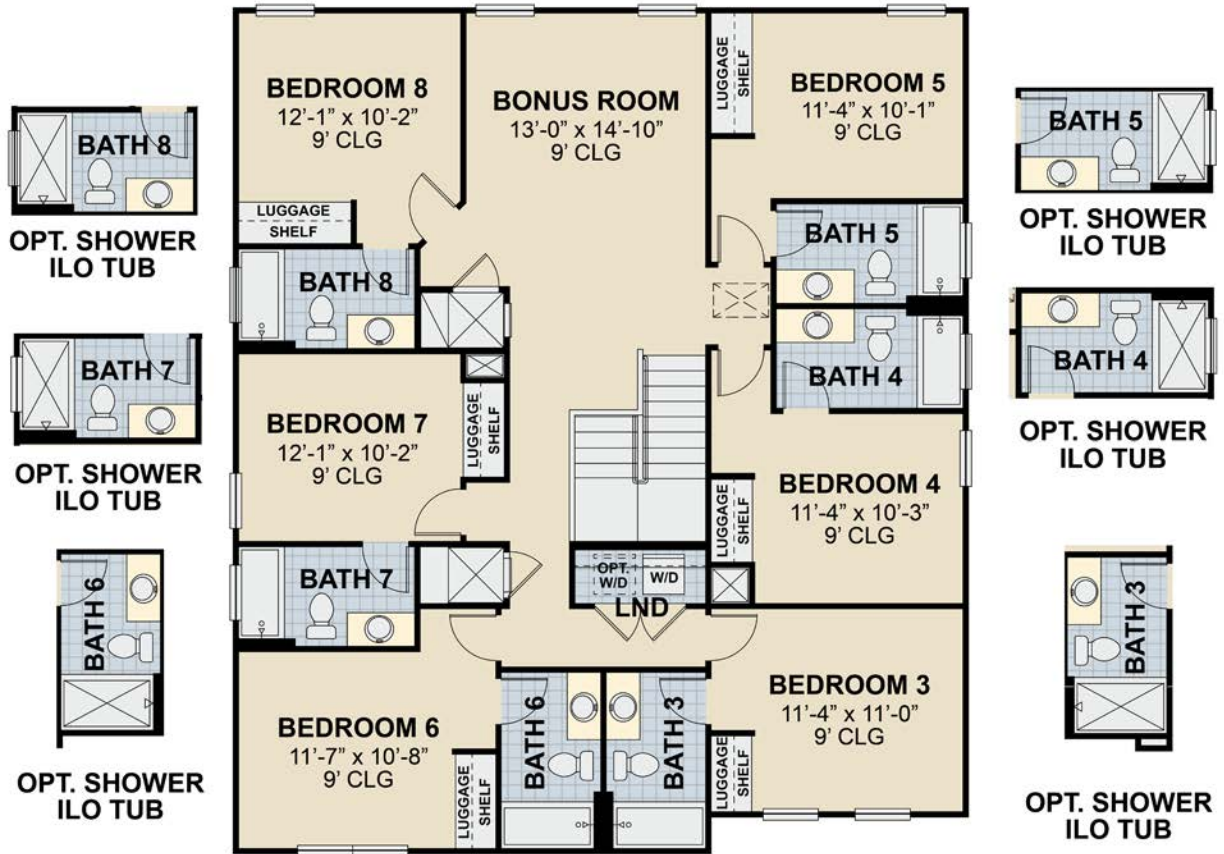 BEDROOM 8
12'-1" x 10'-2"
9' CLG
BONUS ROOM
13'-0" x 14'-10"
9' CLG
LUGGAGE
SHELF
BEDROOM 5
11'-4" x 10'-1"
9' CLG
BATH 8
OPT. SHOWER
ILO TUB
BATH 5
OPT. SHOWER
ILO TUB
LUGGAGE
SHELF
BATH 8
BATH 5
BATH 7
OPT. SHOWER
ILO TUB
BATH 4
BATH 4
OPT. SHOWER
ILO TUB
BEDROOM 7
12'-1" x 10'-2"
9' CLG
LUGGAGE
SHELF
BEDROOM 4
11'-4" x 10'-3"
9' CLG
LUGGAGE
SHELF
BATH 7
OPT.
W/D
W/D
LND
BATH 6
OPT. SHOWER
ILO TUB
BEDROOM 6
11'-7" x 10'-8"
9' CLG
LUGGAGE
SHELF
BATH 6
BATH 3
BEDROOM 3
11'-4" x 11'-0"
9' CLG
LUGGAGE
SHELF
BATH 3
OPT. SHOWER
ILO TUB